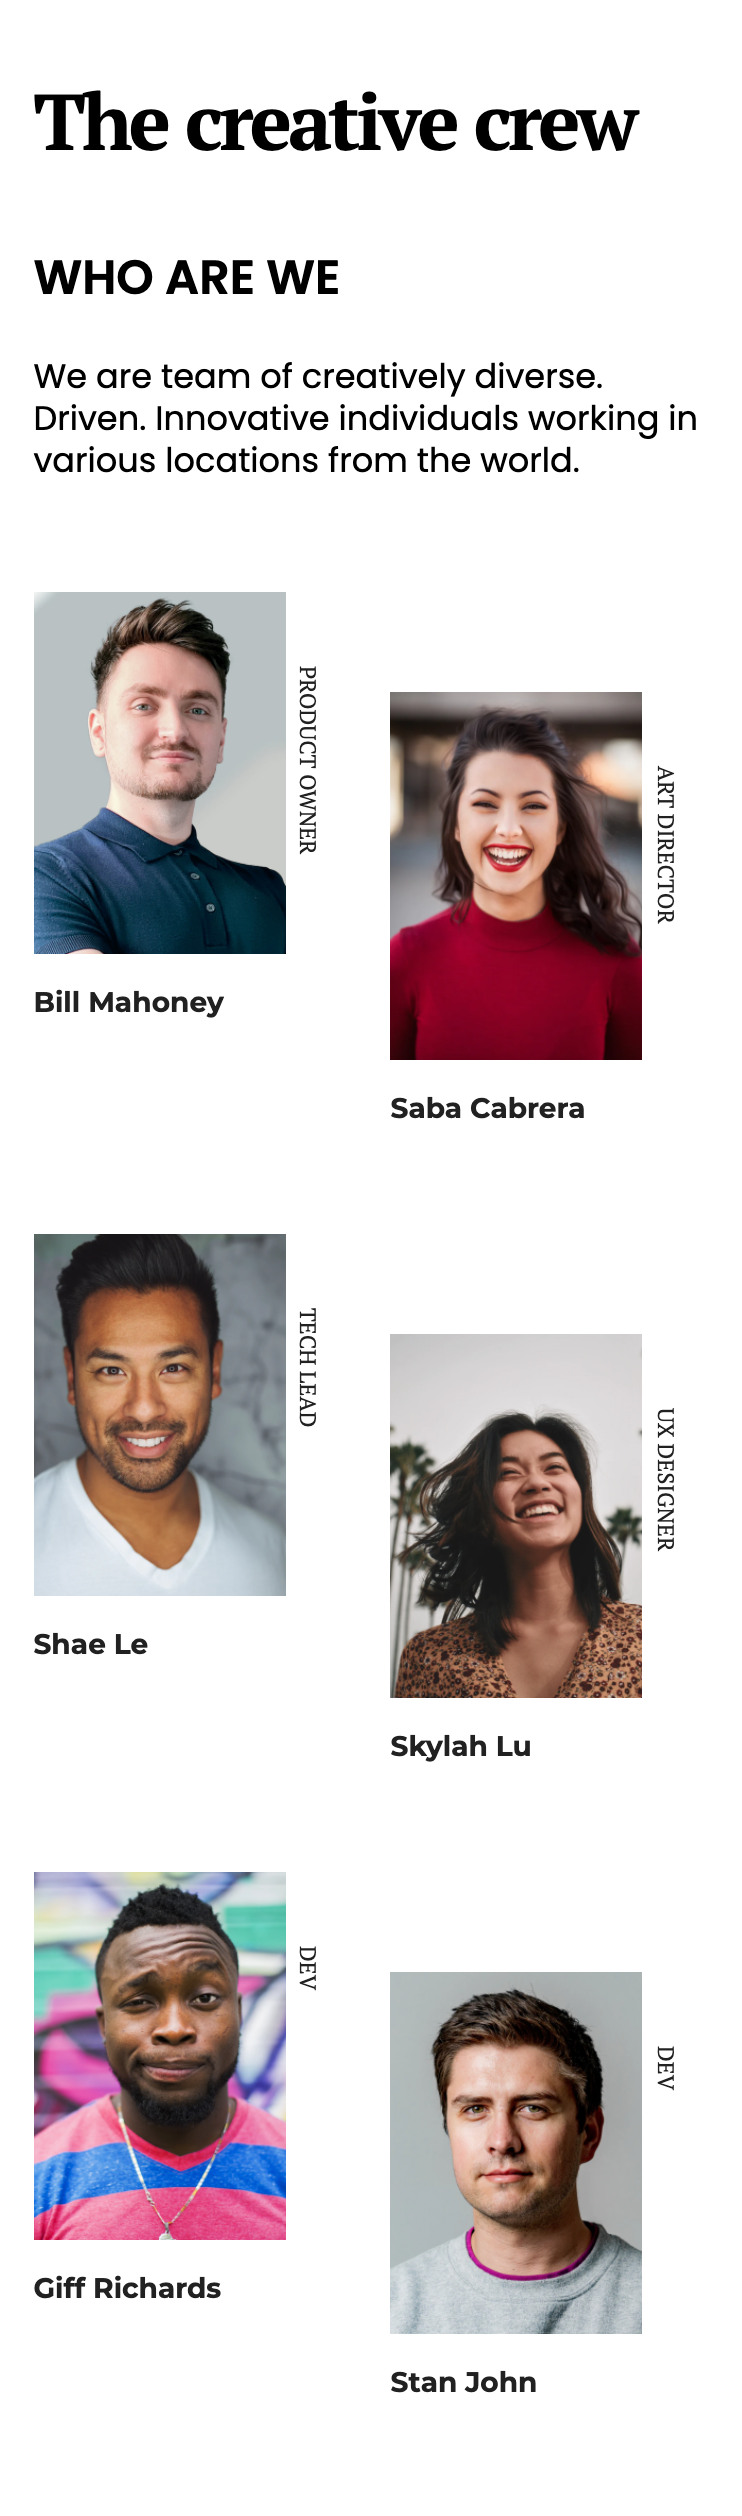 The creative crew
WHO ARE WE
We are team of creatively diverse.
Driven. Innovative individuals working in
various locations from the world.
PRODUCT OWNER
Bill Mahoney
ART DIRECTOR
Saba Cabrera
TECH LEAD
Shae Le
UX DESIGNER
Skylah Lu
DEV
Giff Richards
DEV
Stan John